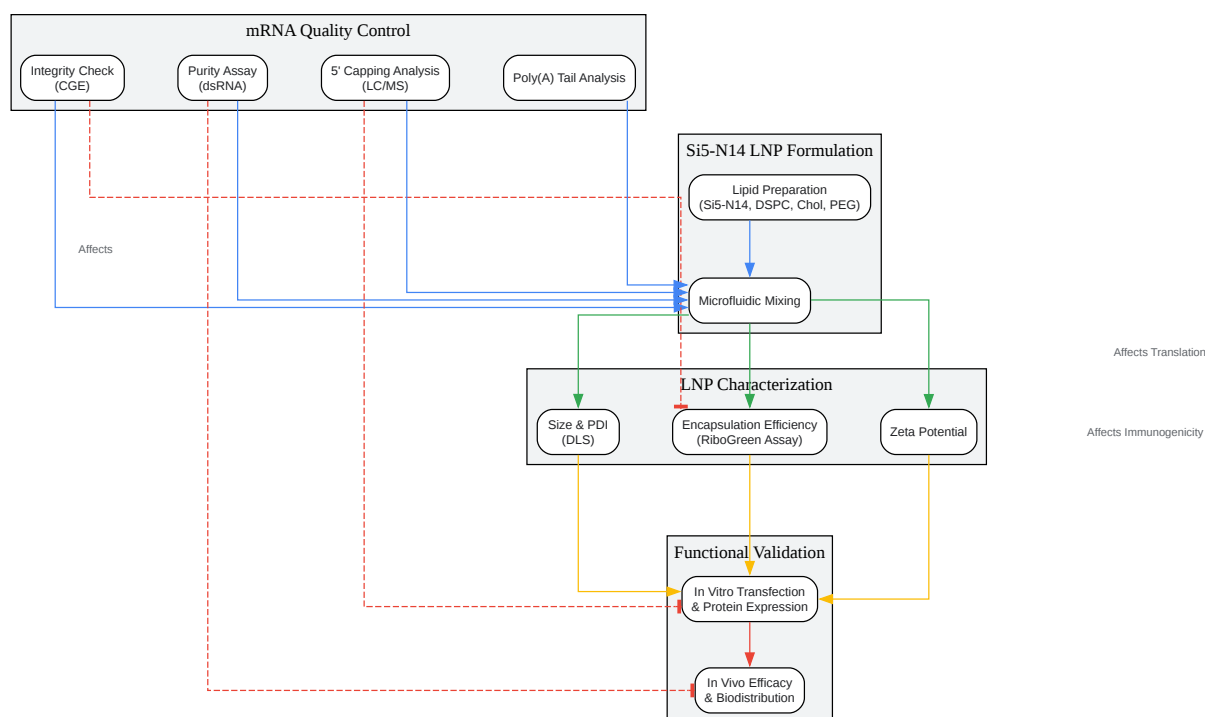 mRNA Quality Control
Integrity Check
(CGE)
Purity Assay
(dsRNA)
5' Capping Analysis
(LC/MS)
Poly(A) Tail Analysis
Si5-N14 LNP Formulation
Lipid Preparation
(Si5-N14, DSPC, Chol, PEG)
Affects
Microfluidic Mixing
Affects Translation
LNP Characterization
Size & PDI
(DLS)
Encapsulation Efficiency
(RiboGreen Assay)
Zeta Potential
Affects Immunogenicity
Functional Validation
In Vitro Transfection
& Protein Expression
In Vivo Efficacy
& Biodistribution